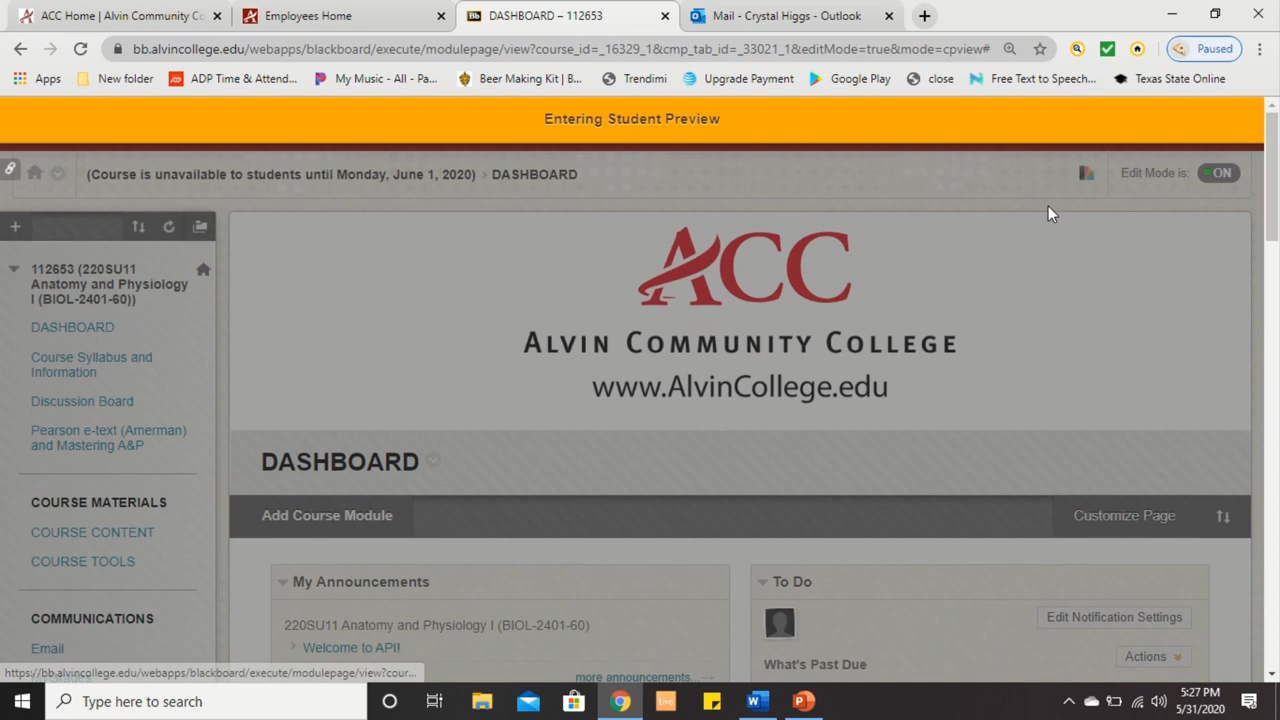 ACC Home | Alvin Community Co
Employees Home
DASHBOARD – 112653
Mail - Crystal Higgs - Outlook
bb.alvincollege.edu/webapps/blackboard/execute/modulepage/view?course_id=_16329_1&cmp_tab_id=_33021_1&editMode=true&mode=cpview#
Paused
Apps
New folder
ADP Time & Attend...
My Music - All - Pa...
Beer Making Kit | B...
Trendimi
Upgrade Payment
Google Play
close
Free Text to Speech...
Texas State Online
Entering Student Preview
(Course is unavailable to students until Monday, June 1, 2020) › DASHBOARD
Edit Mode is: ON
112653 (220SU11
Anatomy and Physiology
I (BIOL-2401-60))
DASHBOARD
Course Syllabus and
Information
Discussion Board
Pearson e-text (Amerman)
and Mastering A&P
COURSE MATERIALS
COURSE CONTENT
COURSE TOOLS
COMMUNICATIONS
Email
ACC
ALVIN COMMUNITY COLLEGE
www.AlvinCollege.edu
DASHBOARD
Add Course Module
Customize Page
My Announcements
220SU11 Anatomy and Physiology I (BIOL-2401-60)
Welcome to API!
more announcements...
To Do
Edit Notification Settings
Actions
What's Past Due
https://bb.alvincollege.edu/webapps/blackboard/execute/modulepage/view?cour...
Type here to search
5:27 PM
5/31/2020